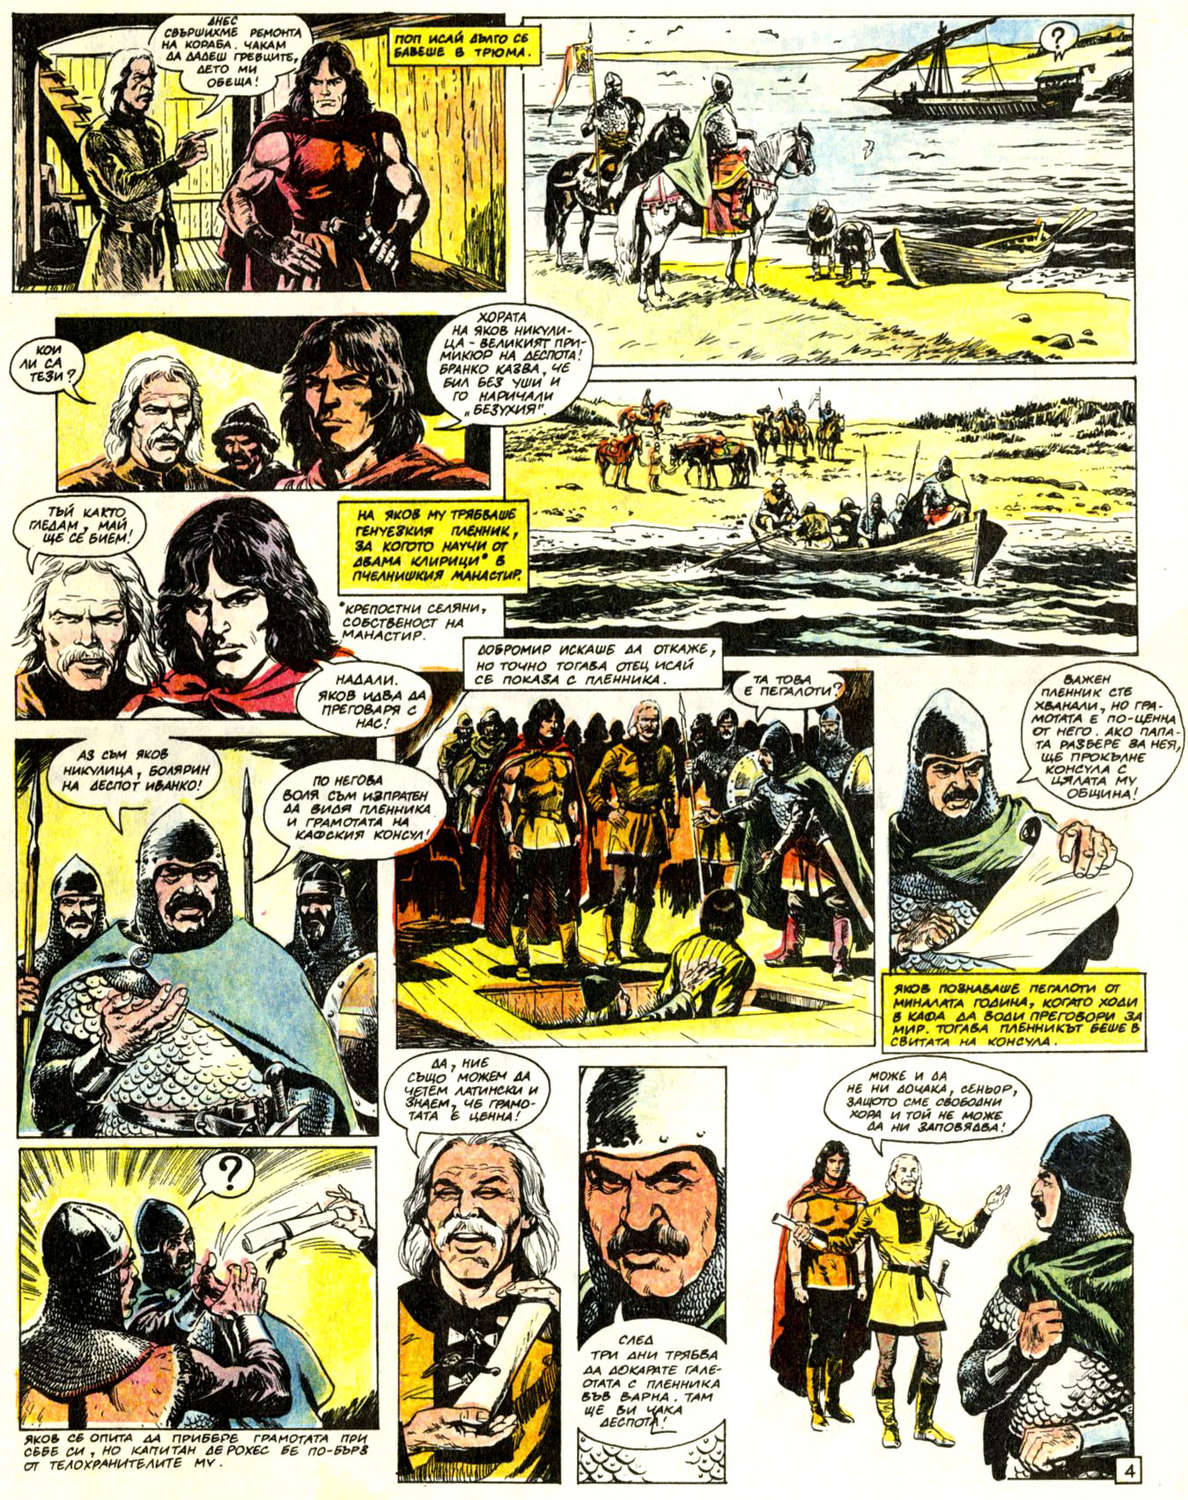 ДНЕС
СВЪРШИХМЕ РЕМОНТА
НА КОРАБА. ЧАКАМ
ДА ДАДЕШ ГРЕБЦИТЕ,
ДЕТО МИ
ОБЕЩА!
ПОП ИСАЙ ДЪЛГО СЕ
БАВЕШЕ В ТРЮМА.
?
КОИ
ЛИ СА
ТЕЗИ?
ХОРАТА
НА ЯКОВ НИКУЛИ-
ЦА - ВЕЛИКИЯТ ПРИ-
МИКЮР НА ДЕСПОТА!
БРАНКО КАЗВА, ЧЕ
БИЛ БЕЗ УШИ И
ГО НАРИЧАЛИ
„БЕЗУХИЯ".
ТЪЙ КАКТО
ГЛЕДАМ, МАЙ
ЩЕ СЕ БИЕМ!
НА ЯКОВ МУ ТРЯБВАШЕ
ГЕНУЕЗКИЯ ПЛЕННИК,
ЗА КОГОТО НАУЧИ ОТ
ДВАМА КЛИРИЦИ* В
ПЧЕЛНИШКИЯ МАНАСТИР.
*КРЕПОСТНИ СЕЛЯНИ,
СОБСТВЕНОСТ НА
МАНАСТИР.
НАДАЛИ.
ЯКОВ ИДВА ДА
ПРЕГОВАРЯ С
НАС!
АЗ СЪМ ЯКОВ
НИКУЛИЦА, БОЛЯРИН
НА ДЕСПОТ ИВАНКО!
ПО НЕГОВА
ВОЛЯ СЪМ ИЗПРАТЕН
ДА ВИДЯ ПЛЕННИКА
И ГРАМОТАТА НА
КАФСКИЯ КОНСУЛ!
ДОБРОМИР ИСКАШЕ ДА ОТКАЖЕ,
НО ТОЧНО ТОГАВА ОТЕЦ ИСАЙ
СЕ ПОКАЗА С ПЛЕННИКА.
ТА ТОВА
Е ПЕГАЛОТИ?
ВАЖЕН
ПЛЕННИК СТЕ
ХВАНАЛИ, НО ГРА-
МОТАТА Е ПО-ЦЕННА
ОТ НЕГО. АКО ПАПА-
ТА РАЗБЕРЕ ЗА НЕЯ,
ЩЕ ПРОКЪЛНЕ
КОНСУЛА С
ЦЯЛАТА МУ
ОБЩИНА!
ЯКОВ ПОЗНАВАШЕ ПЕГАЛОТИ ОТ
МИНАЛАТА ГОДИНА, КОГАТО ХОДИ
В КАФА ДА ВОДИ ПРЕГОВОРИ ЗА
МИР. ТОГАВА ПЛЕННИКЪТ БЕШЕ В
СВИТАТА НА КОНСУЛА.
?
ЯКОВ СЕ ОПИТА ДА ПРИБЕРЕ ГРАМОТАТА ПРИ
СЕБЕ СИ, НО КАПИТАН ДЕ РОХЕС БЕ ПО-БЪРЗ
ОТ ТЕЛОХРАНИТЕЛИТЕ МУ.
ДА, НИЕ
СЪЩО МОЖЕМ ДА
ЧЕТЕМ ЛАТИНСКИ И
ЗНАЕМ, ЧЕ ГРАМО-
ТАТА Е ЦЕННА!
СЛЕД
ТРИ ДНИ ТРЯБВА
ДА ДОКАРАТЕ ГАЛЕ-
ОТАТА С ПЛЕННИКА
ВЪВ ВАРНА. ТАМ
ЩЕ ВИ ЧАКА
ДЕСПОТА!
МОЖЕ И ДА
НЕ НИ ДОЧАКА, СЕНЬОР,
ЗАЩОТО СМЕ СВОБОДНИ
ХОРА И ТОЙ НЕ МОЖЕ
ДА НИ ЗАПОВЯДВА!
4